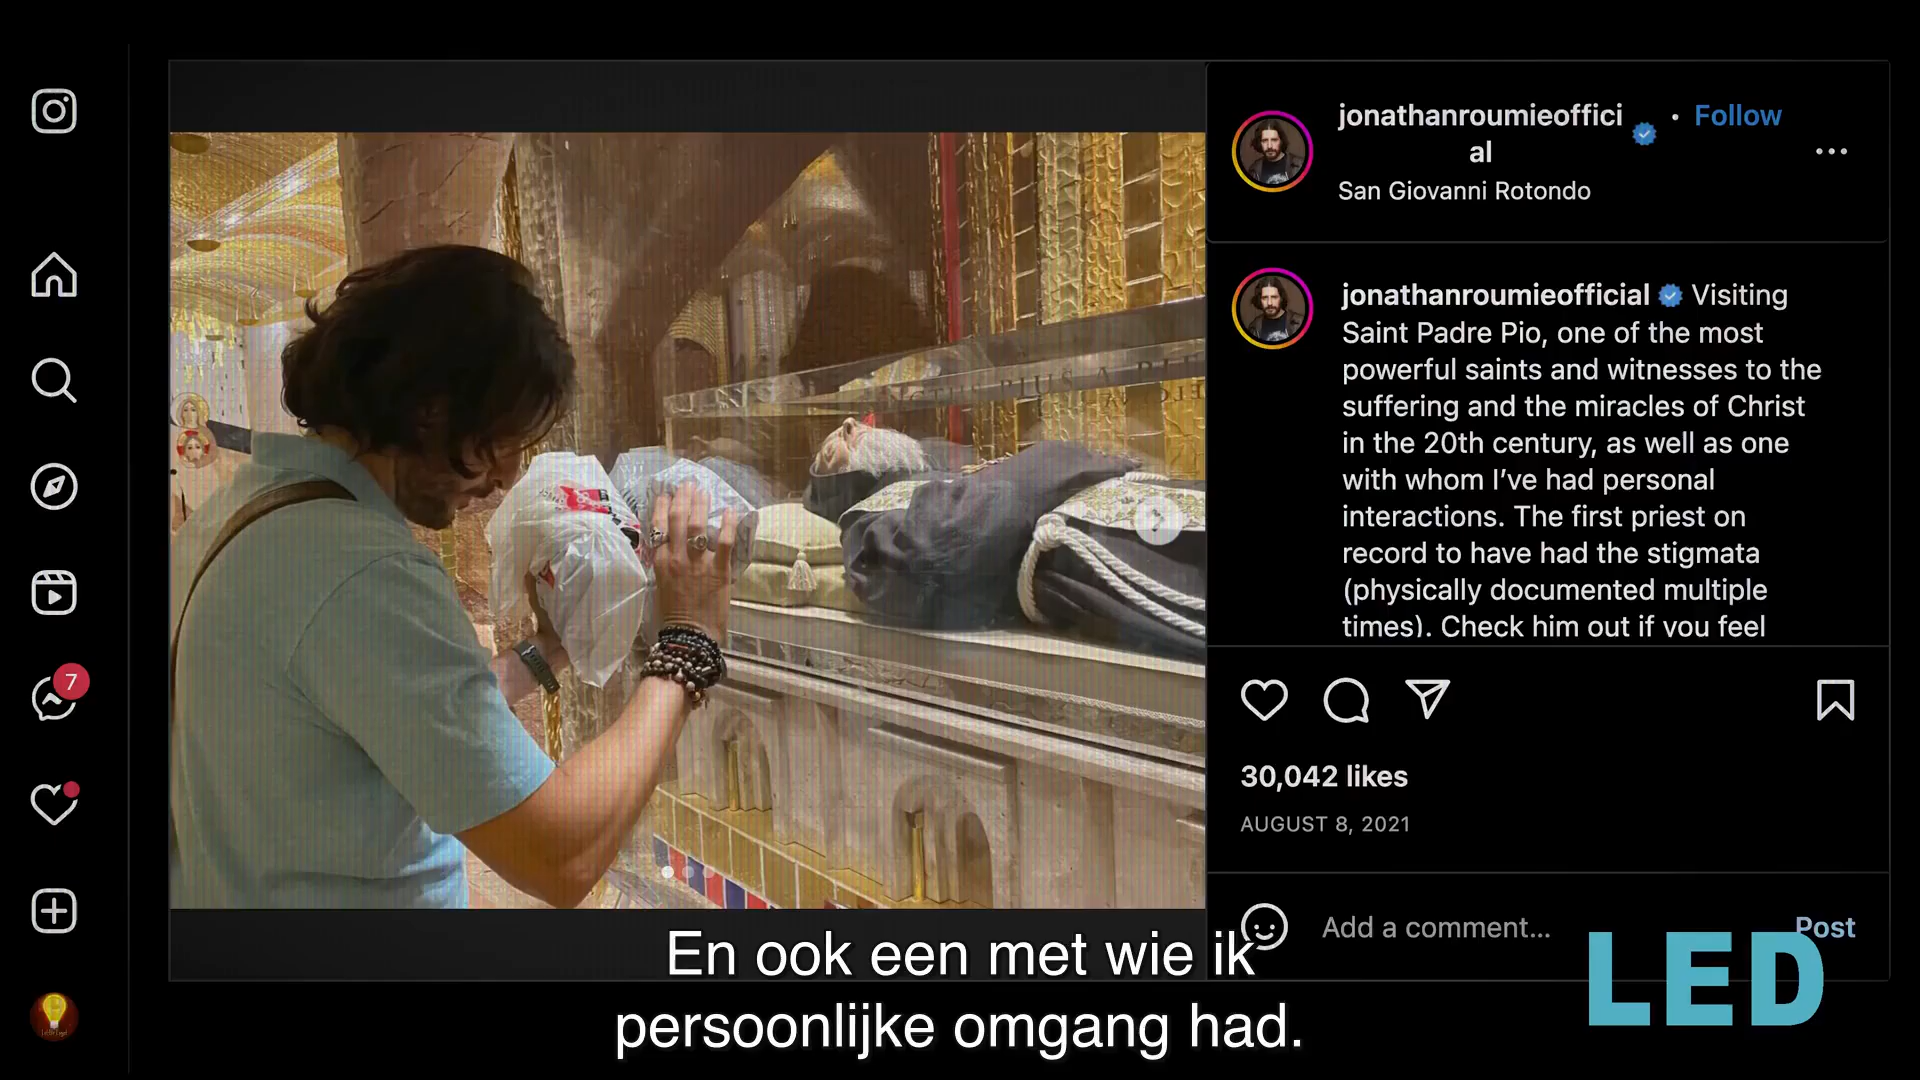 jonathanroumieoffici
al
• Follow
San Giovanni Rotondo
jonathanroumieofficial Visiting
Saint Padre Pio, one of the most
powerful saints and witnesses to the
suffering and the miracles of Christ
in the 20th century, as well as one
with whom I've had personal
interactions. The first priest on
record to have had the stigmata
(physically documented multiple
times). Check him out if you feel
7
30,042 likes
AUGUST 8, 2021
Add a comment...
Post
En ook een met wie ik
persoonlijke omgang had.
LED